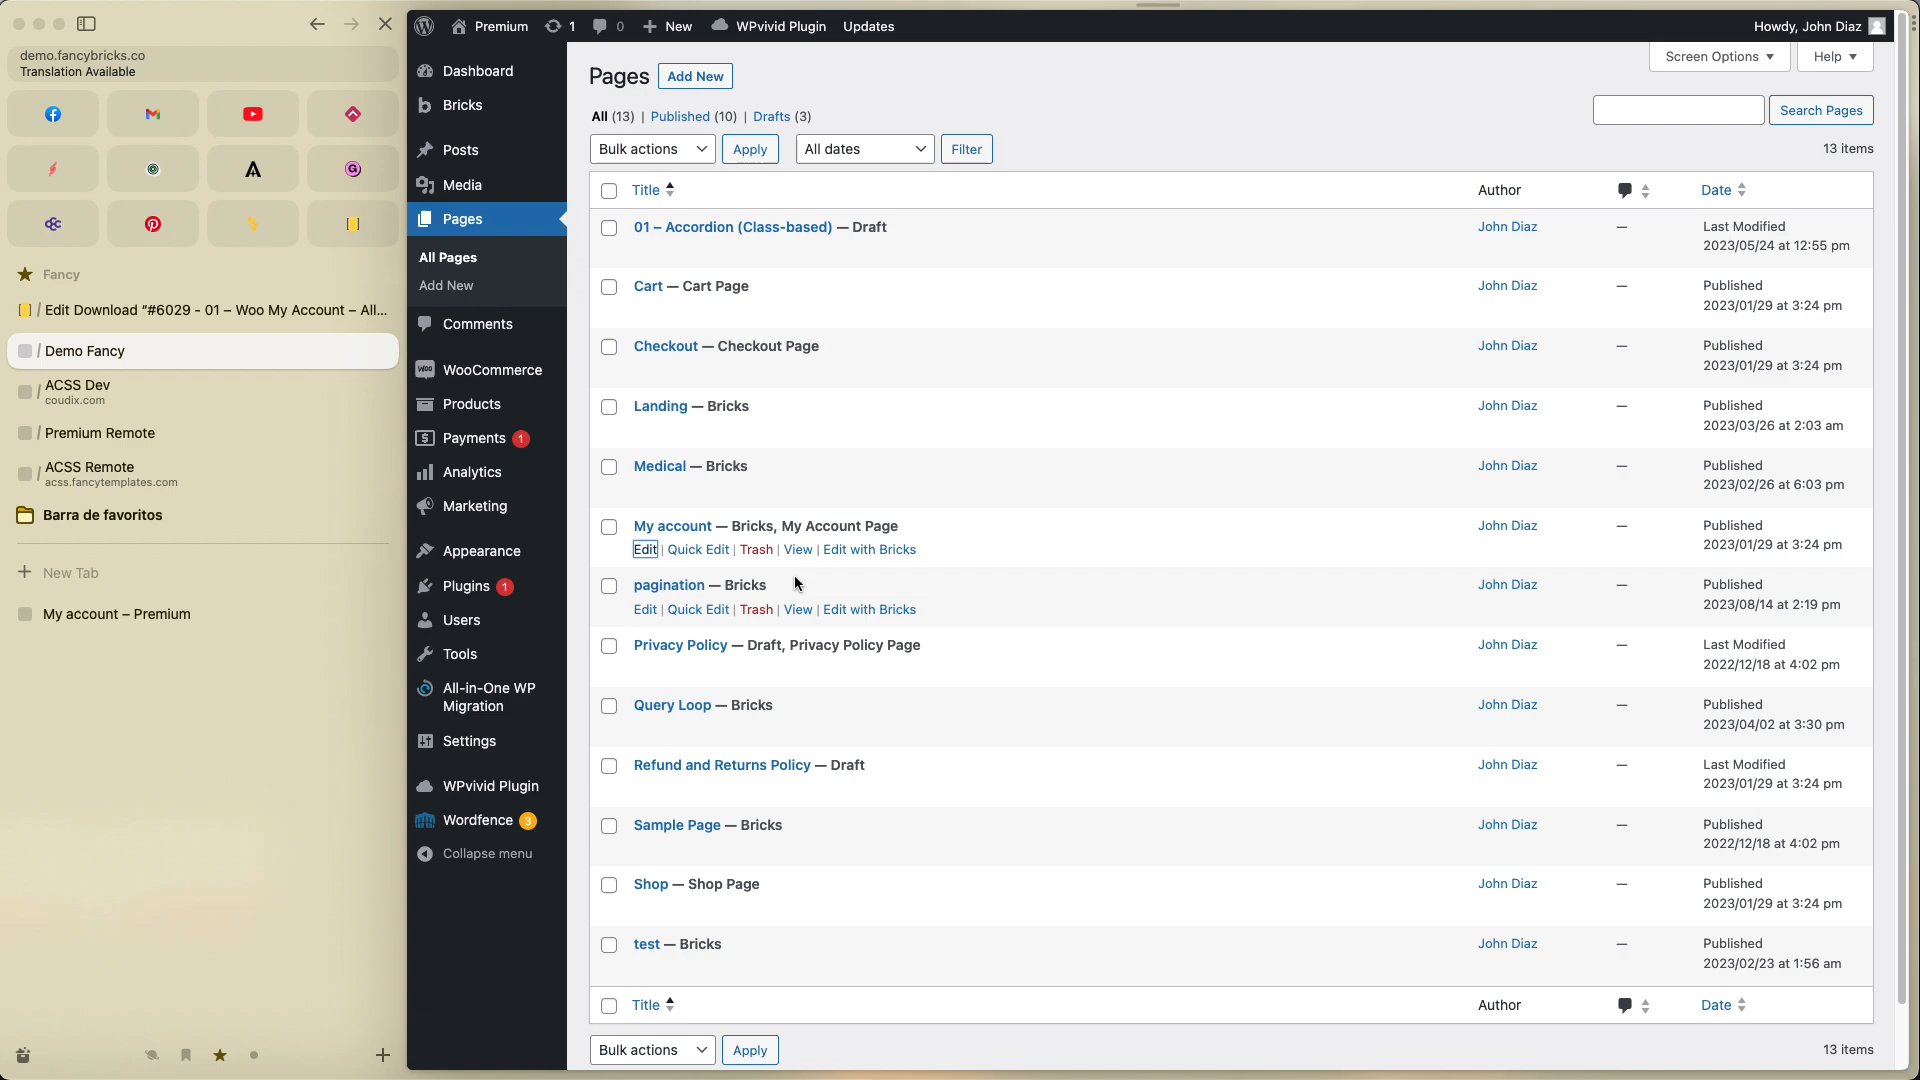 demo.fancybricks.co
Translation Available
Fancy
/ Edit Download “#6029 - 01 – Woo My Account – All...
/ Demo Fancy
/ ACSS Dev
coudix.com
/ Premium Remote
/ ACSS Remote
acss.fancytemplates.com
Barra de favoritos
New Tab
My account – Premium
Premium 1 0 New WPvivid Plugin Updates Howdy, John Diaz
Dashboard
Bricks
Posts
Media
Pages
All Pages
Add New
Comments
WooCommerce
Products
Payments 1
Analytics
Marketing
Appearance
Plugins 1
Users
Tools
All-in-One WP
Migration
Settings
WPvivid Plugin
Wordfence 3
Collapse menu
Screen Options Help
Pages Add New
All (13) | Published (10) | Drafts (3)
Search Pages
Bulk actions Apply All dates Filter 13 items
Title Author Date
01 – Accordion (Class-based) — Draft John Diaz — Last Modified
2023/05/24 at 12:55 pm
Cart — Cart Page John Diaz — Published
2023/01/29 at 3:24 pm
Checkout — Checkout Page John Diaz — Published
2023/01/29 at 3:24 pm
Landing — Bricks John Diaz — Published
2023/03/26 at 2:03 am
Medical — Bricks John Diaz — Published
2023/02/26 at 6:03 pm
My account — Bricks, My Account Page John Diaz — Published
Edit | Quick Edit | Trash | View | Edit with Bricks 2023/01/29 at 3:24 pm
pagination — Bricks John Diaz — Published
Edit | Quick Edit | Trash | View | Edit with Bricks 2023/08/14 at 2:19 pm
Privacy Policy — Draft, Privacy Policy Page John Diaz — Last Modified
2022/12/18 at 4:02 pm
Query Loop — Bricks John Diaz — Published
2023/04/02 at 3:30 pm
Refund and Returns Policy — Draft John Diaz — Last Modified
2023/01/29 at 3:24 pm
Sample Page — Bricks John Diaz — Published
2022/12/18 at 4:02 pm
Shop — Shop Page John Diaz — Published
2023/01/29 at 3:24 pm
test — Bricks John Diaz — Published
2023/02/23 at 1:56 am
Title Author Date
Bulk actions Apply 13 items